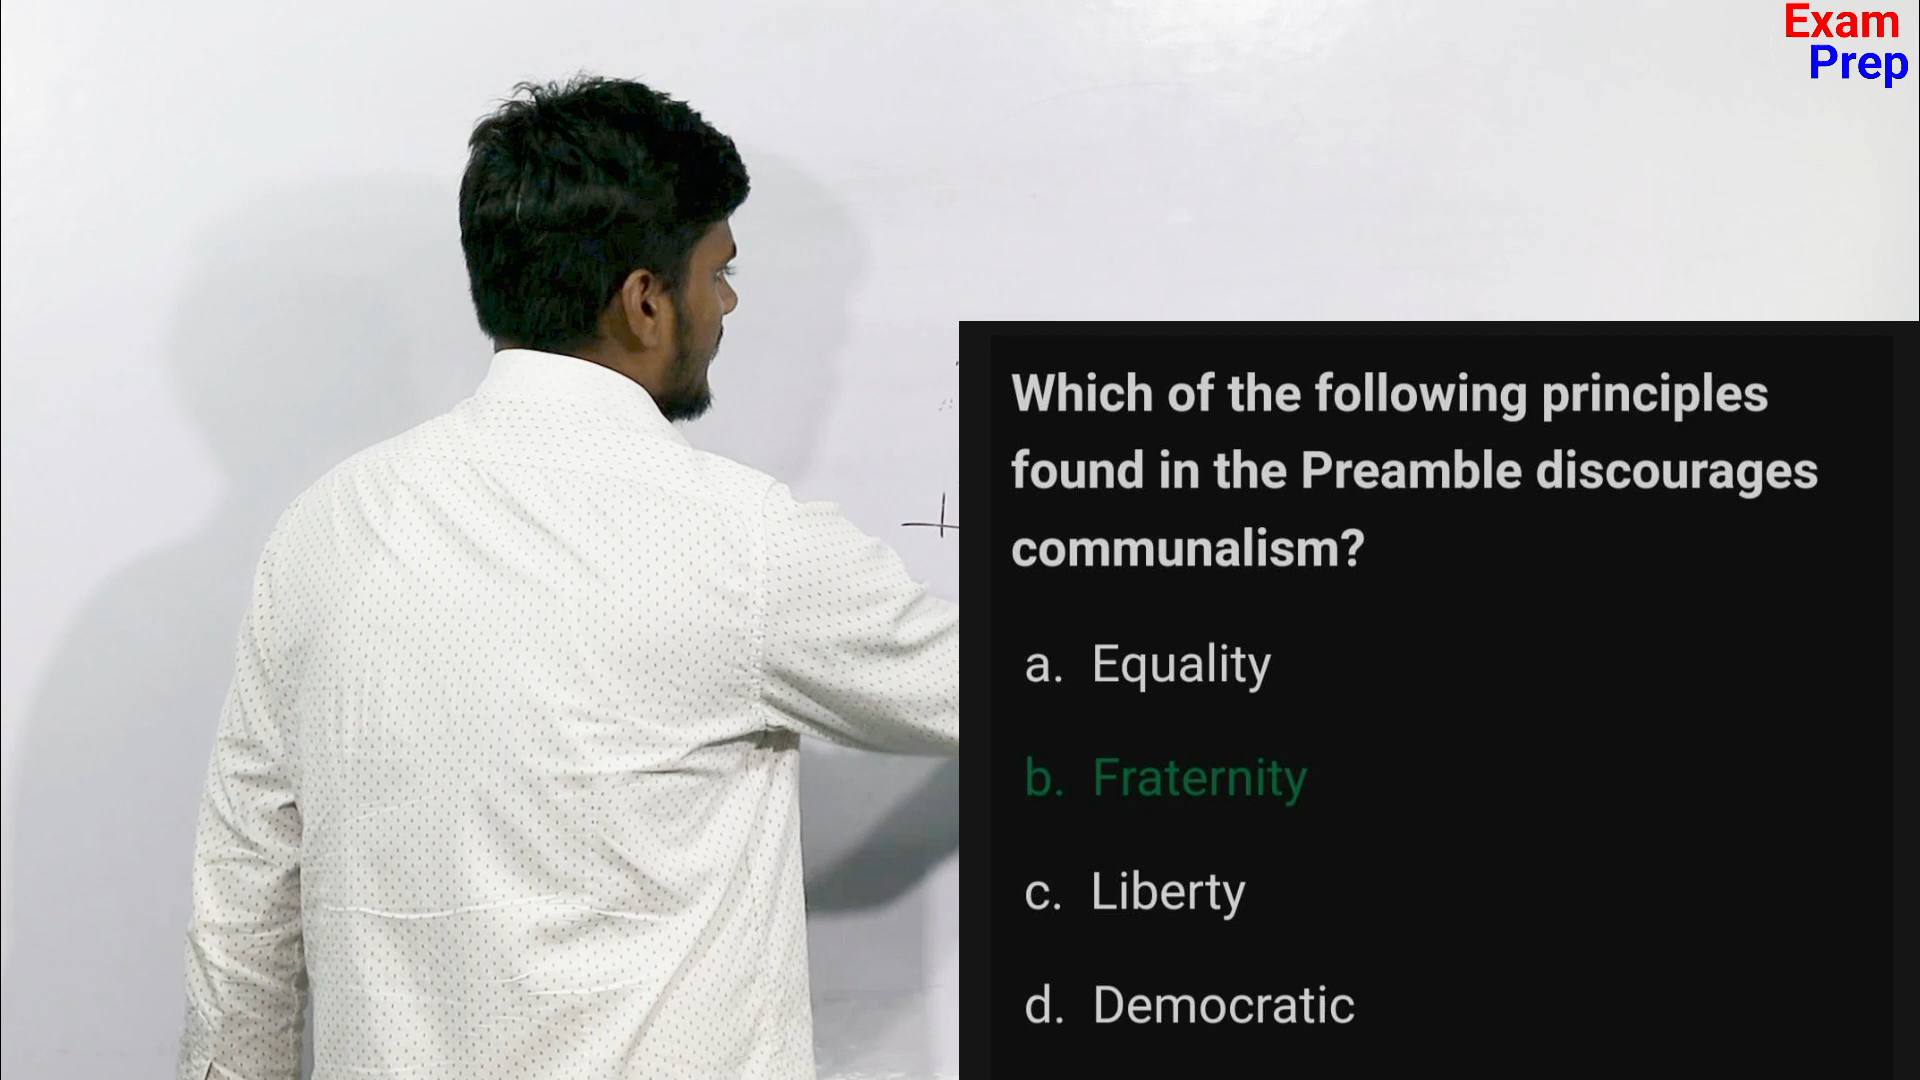 Exam
Prep
Which of the following principles
found in the Preamble discourages
communalism?
a. Equality
b. Fraternity
c. Liberty
d. Democratic